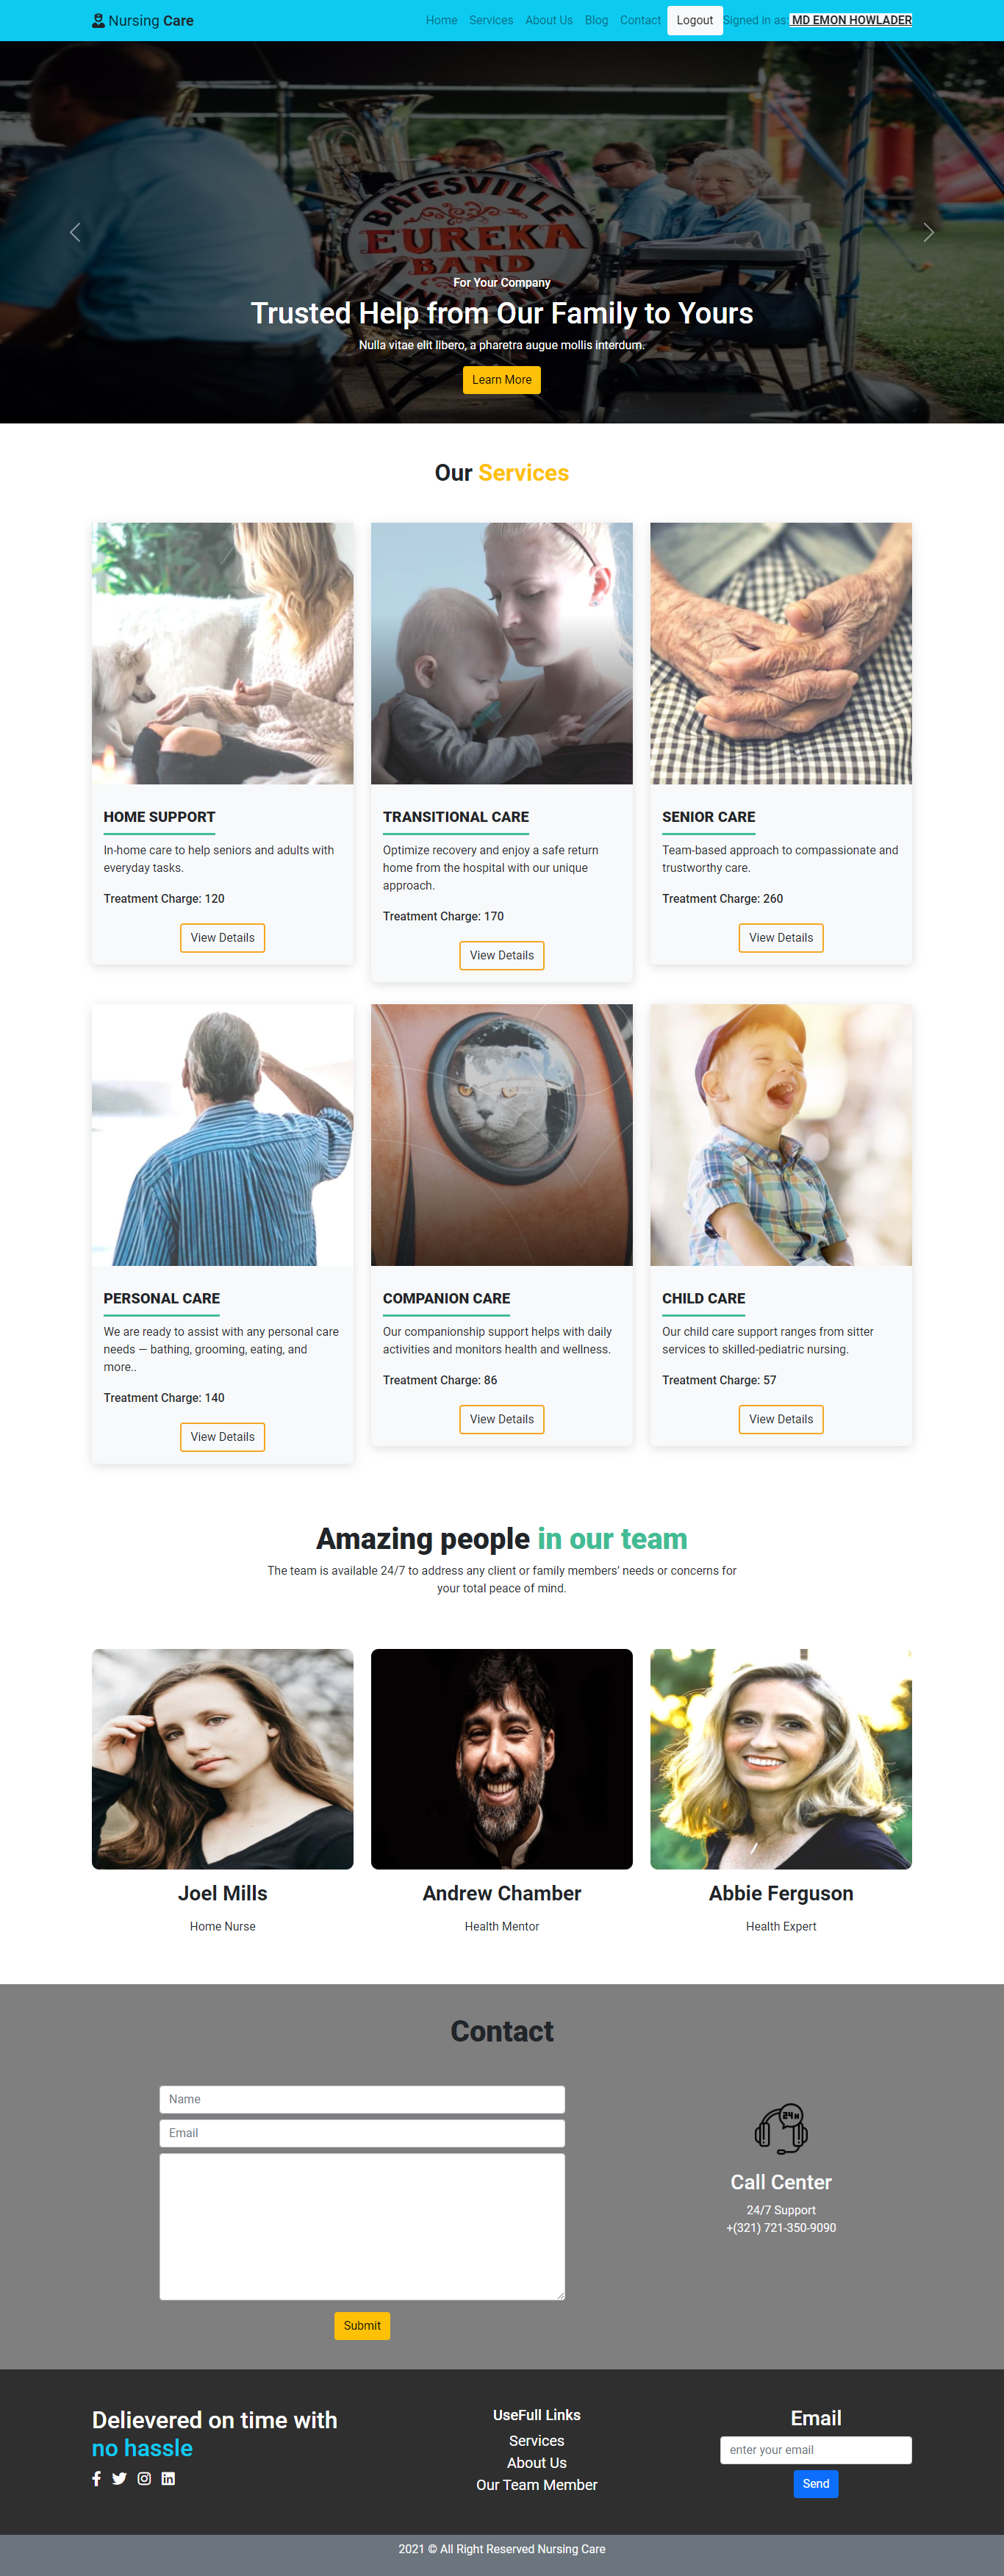 Nursing Care
Home Services About Us Blog Contact Logout Signed in as: MD EMON HOWLADER
BATESVILLE
EUREKA
BAND
For Your Company
Trusted Help from Our Family to Yours
Nulla vitae elit libero, a pharetra augue mollis interdum.
Learn More
Our Services
HOME SUPPORT
In-home care to help seniors and adults with
everyday tasks.
Treatment Charge: 120
View Details
TRANSITIONAL CARE
Optimize recovery and enjoy a safe return
home from the hospital with our unique
approach.
Treatment Charge: 170
View Details
SENIOR CARE
Team-based approach to compassionate and
trustworthy care.
Treatment Charge: 260
View Details
PERSONAL CARE
We are ready to assist with any personal care
needs — bathing, grooming, eating, and
more..
Treatment Charge: 140
View Details
COMPANION CARE
Our companionship support helps with daily
activities and monitors health and wellness.
Treatment Charge: 86
View Details
CHILD CARE
Our child care support ranges from sitter
services to skilled-pediatric nursing.
Treatment Charge: 57
View Details
Amazing people in our team
The team is available 24/7 to address any client or family members’ needs or concerns for
your total peace of mind.
Joel Mills
Home Nurse
Andrew Chamber
Health Mentor
Abbie Ferguson
Health Expert
Contact
Name
Email
Submit
24H
Call Center
24/7 Support
+(321) 721-350-9090
Delievered on time with
no hassle
UseFull Links
Services
About Us
Our Team Member
Email
enter your email
Send
2021 © All Right Reserved Nursing Care